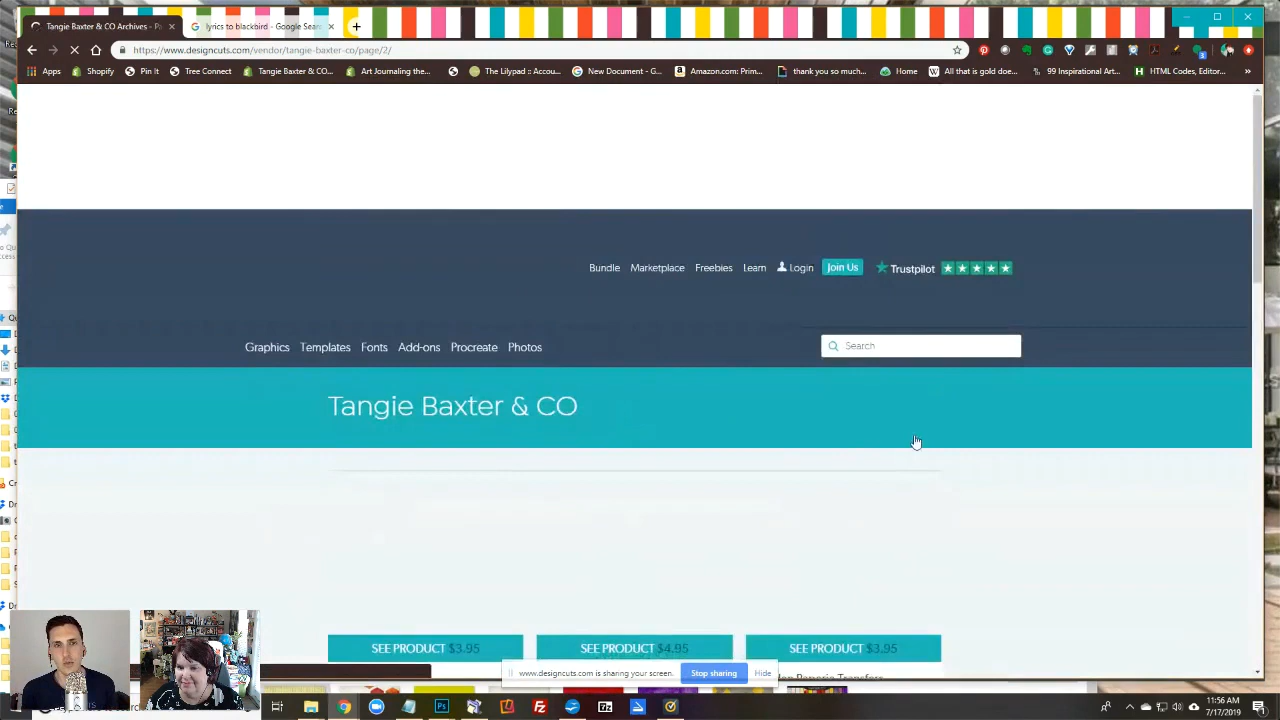 Tangie Baxter & CO Archives - Pa
lyrics to blackbird - Google Sear
https://www.designcuts.com/vendor/tangie-baxter-co/page/2/
Apps Shopify Pin It Tree Connect Tangie Baxter & CO... Art Journaling the... The Lilypad :: Accou... New Document - G... Amazon.com: Prim... thank you so much... Home All that is gold doe... 99 Inspirational Art... HTML Codes, Editor... »
Bundle Marketplace Freebies Learn Login Join Us Trustpilot
Graphics Templates Fonts Add-ons Procreate Photos Search
Tangie Baxter & CO
SEE PRODUCT $3.95 SEE PRODUCT $4.95 SEE PRODUCT $3.95
www.designcuts.com is sharing your screen. Stop sharing Hide
11:56 AM
7/17/2019